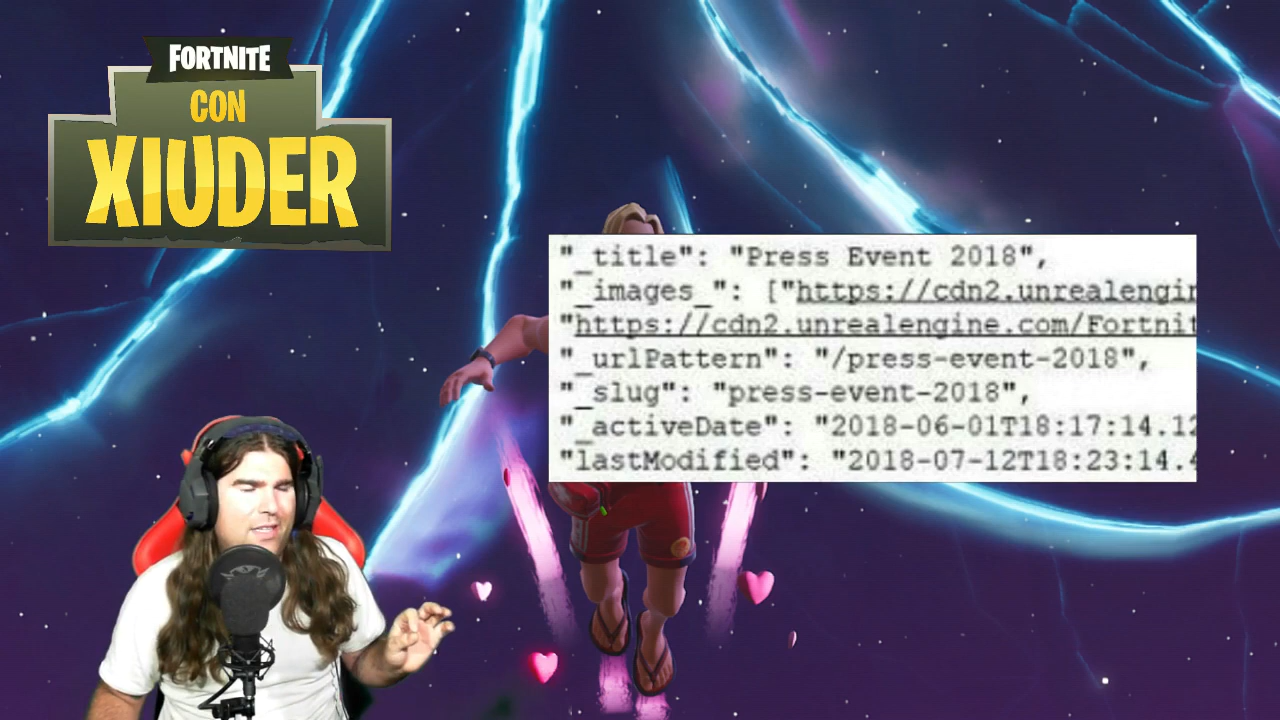 FORTNITE
CON
XIUDER
"_title": "Press Event 2018",
"_images_": ["https://cdn2.unrealengin
"https://cdn2.unrealengine.com/Fortnit
"_urlPattern": "/press-event-2018",
"_slug": "press-event-2018",
"_activeDate": "2018-06-01T18:17:14.12
"lastModified": "2018-07-12T18:23:14.4